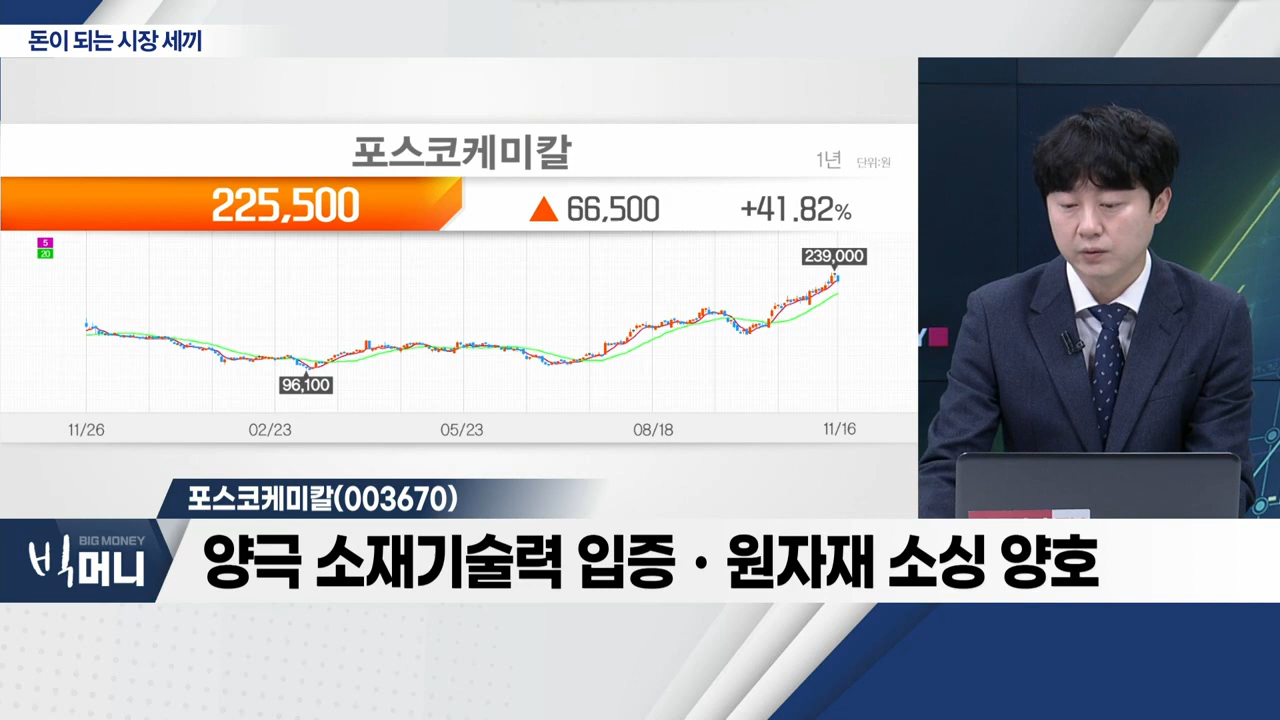 돈이 되는 시장 세끼
포스코케미칼
1년 단위:원
225,500 ▲ 66,500 +41.82%
5
20
239,000
96,100
11/26 02/23 05/23 08/18 11/16
Y
포스코케미칼(003670)
BIG MONEY
빅머니
양극 소재기술력 입증 · 원자재 소싱 양호